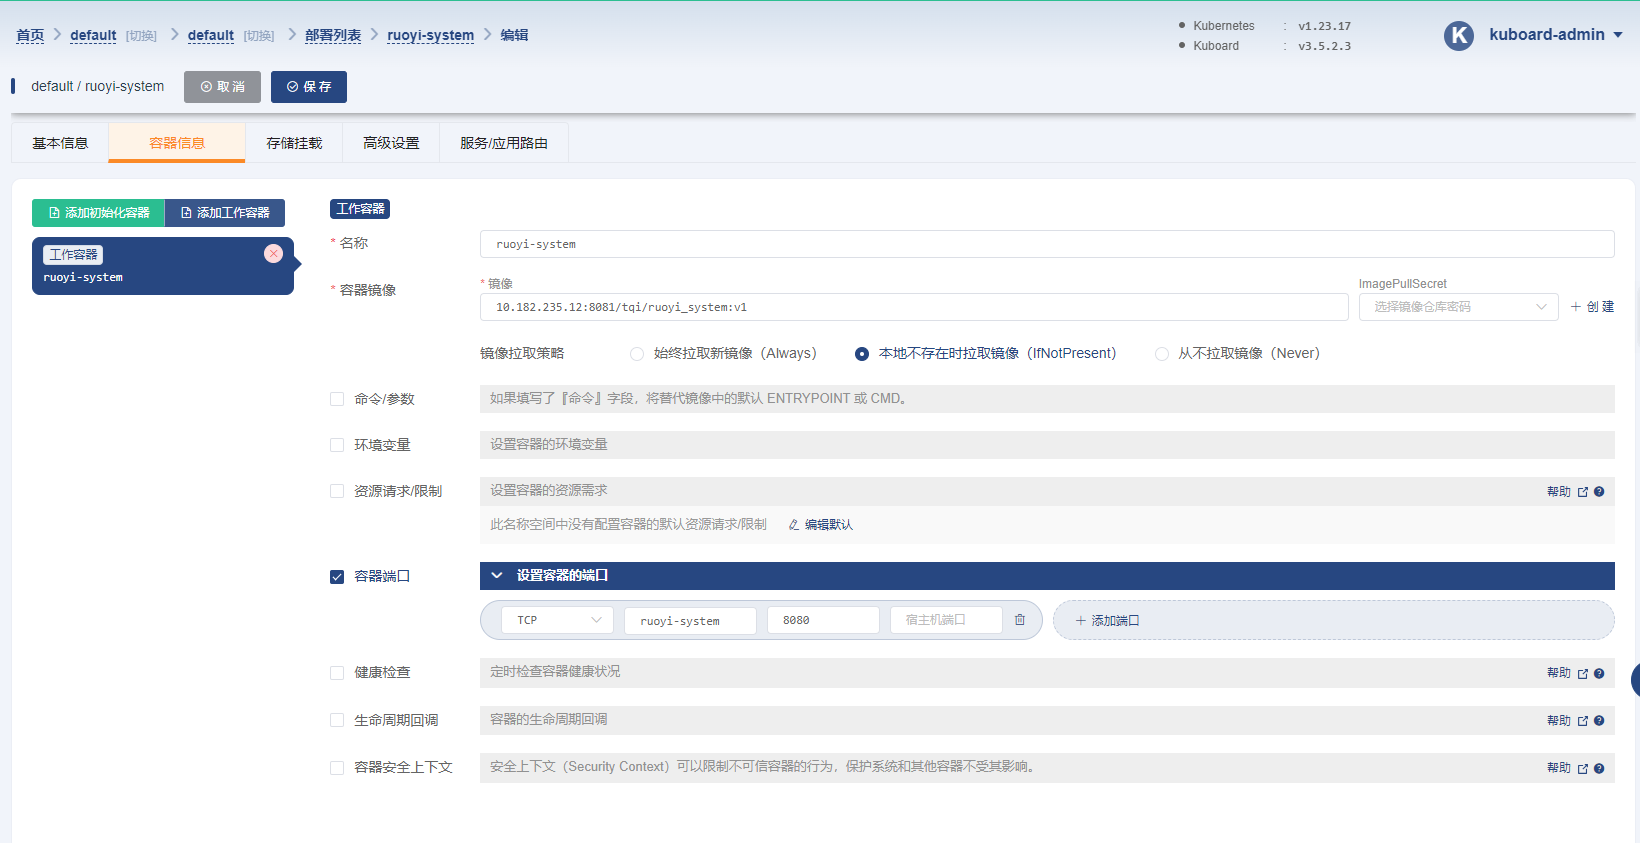 首页 > default [切换] > default [切换] > 部署列表 > ruoyi-system > 编辑
Kubernetes : v1.23.17
Kuboard : v3.5.2.3
K kuboard-admin
default / ruoyi-system 取 消 保 存
基本信息 容器信息 存储挂载 高级设置 服务/应用路由
添加初始化容器 添加工作容器
工作容器
ruoyi-system
工作容器
* 名称 ruoyi-system
* 容器镜像
* 镜像 ImagePullSecret
10.182.235.12:8081/tqi/ruoyi_system:v1 选择镜像仓库密码 + 创 建
镜像拉取策略 始终拉取新镜像（Always） 本地不存在时拉取镜像（IfNotPresent） 从不拉取镜像（Never）
命令/参数 如果填写了『命令』字段，将替代镜像中的默认 ENTRYPOINT 或 CMD。
环境变量 设置容器的环境变量
资源请求/限制 设置容器的资源需求 帮助
此名称空间中没有配置容器的默认资源请求/限制 编辑默认
容器端口 设置容器的端口
TCP ruoyi-system 8080 宿主机端口 + 添加端口
健康检查 定时检查容器健康状况 帮助
生命周期回调 容器的生命周期回调 帮助
容器安全上下文 安全上下文（Security Context）可以限制不可信容器的行为，保护系统和其他容器不受其影响。 帮助